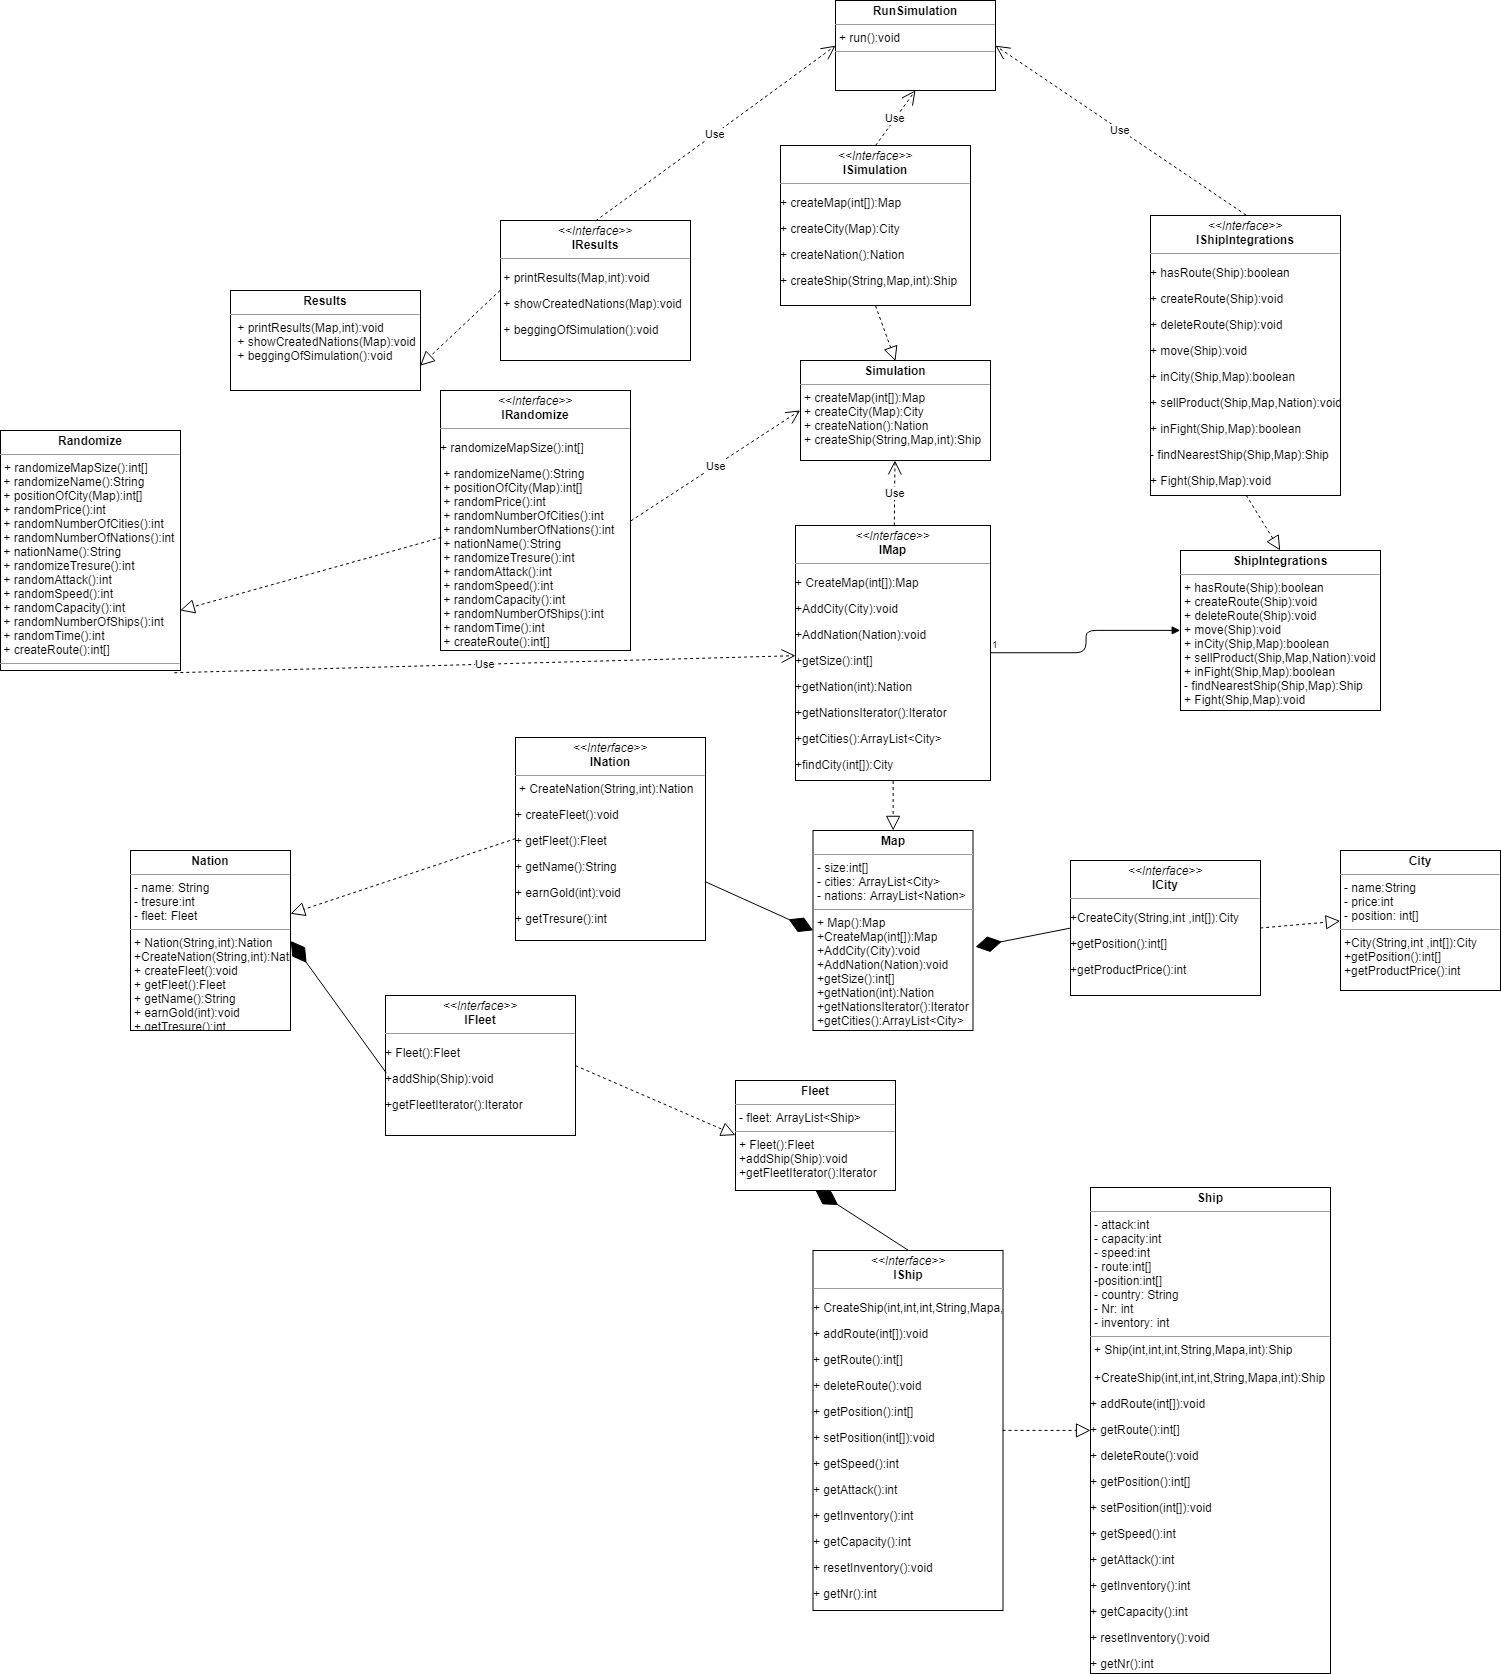 RunSimulation
+ run():void
Use
Use
Use
<<Interface>>
ISimulation
+ createMap(int[]):Map
+ createCity(Map):City
+ createNation():Nation
+ createShip(String,Map,int):Ship
<<Interface>>
IResults
+ printResults(Map,int):void
+ showCreatedNations(Map):void
+ beggingOfSimulation():void
<<Interface>>
IShipIntegrations
+ hasRoute(Ship):boolean
+ createRoute(Ship):void
+ deleteRoute(Ship):void
+ move(Ship):void
+ inCity(Ship,Map):boolean
+ sellProduct(Ship,Map,Nation):void
+ inFight(Ship,Map):boolean
- findNearestShip(Ship,Map):Ship
+ Fight(Ship,Map):void
Results
+ printResults(Map,int):void
+ showCreatedNations(Map):void
+ beggingOfSimulation():void
Simulation
+ createMap(int[]):Map
+ createCity(Map):City
+ createNation():Nation
+ createShip(String,Map,int):Ship
<<Interface>>
IRandomize
+ randomizeMapSize():int[]
+ randomizeName():String
+ positionOfCity(Map):int[]
+ randomPrice():int
+ randomNumberOfCities():int
+ randomNumberOfNations():int
+ nationName():String
+ randomizeTresure():int
+ randomAttack():int
+ randomSpeed():int
+ randomCapacity():int
+ randomNumberOfShips():int
+ randomTime():int
+ createRoute():int[]
Use
Use
Randomize
+ randomizeMapSize():int[]
+ randomizeName():String
+ positionOfCity(Map):int[]
+ randomPrice():int
+ randomNumberOfCities():int
+ randomNumberOfNations():int
+ nationName():String
+ randomizeTresure():int
+ randomAttack():int
+ randomSpeed():int
+ randomCapacity():int
+ randomNumberOfShips():int
+ randomTime():int
+ createRoute():int[]
Use
<<Interface>>
IMap
+ CreateMap(int[]):Map
+AddCity(City):void
+AddNation(Nation):void
+getSize():int[]
+getNation(int):Nation
+getNationsIterator():Iterator
+getCities():ArrayList<City>
+findCity(int[]):City
1
ShipIntegrations
+ hasRoute(Ship):boolean
+ createRoute(Ship):void
+ deleteRoute(Ship):void
+ move(Ship):void
+ inCity(Ship,Map):boolean
+ sellProduct(Ship,Map,Nation):void
+ inFight(Ship,Map):boolean
- findNearestShip(Ship,Map):Ship
+ Fight(Ship,Map):void
<<Interface>>
INation
+ CreateNation(String,int):Nation
+ createFleet():void
+ getFleet():Fleet
+ getName():String
+ earnGold(int):void
+ getTresure():int
Nation
- name: String
- tresure:int
- fleet: Fleet
+ Nation(String,int):Nation
+CreateNation(String,int):Nat
+ createFleet():void
+ getFleet():Fleet
+ getName():String
+ earnGold(int):void
+ getTresure():int
Map
- size:int[]
- cities: ArrayList<City>
- nations: ArrayList<Nation>
+ Map():Map
+CreateMap(int[]):Map
+AddCity(City):void
+AddNation(Nation):void
+getSize():int[]
+getNation(int):Nation
+getNationsIterator():Iterator
+getCities():ArrayList<City>
<<Interface>>
ICity
+CreateCity(String,int ,int[]):City
+getPosition():int[]
+getProductPrice():int
City
- name:String
- price:int
- position: int[]
+City(String,int ,int[]):City
+getPosition():int[]
+getProductPrice():int
<<Interface>>
IFleet
+ Fleet():Fleet
+addShip(Ship):void
+getFleetIterator():Iterator
Fleet
- fleet: ArrayList<Ship>
+ Fleet():Fleet
+addShip(Ship):void
+getFleetIterator():Iterator
<<Interface>>
IShip
+ CreateShip(int,int,int,String,Mapa,
+ addRoute(int[]):void
+ getRoute():int[]
+ deleteRoute():void
+ getPosition():int[]
+ setPosition(int[]):void
+ getSpeed():int
+ getAttack():int
+ getInventory():int
+ getCapacity():int
+ resetInventory():void
+ getNr():int
Ship
- attack:int
- capacity:int
- speed:int
- route:int[]
-position:int[]
- country: String
- Nr: int
- inventory: int
+ Ship(int,int,int,String,Mapa,int):Ship
+CreateShip(int,int,int,String,Mapa,int):Ship
+ addRoute(int[]):void
+ getRoute():int[]
+ deleteRoute():void
+ getPosition():int[]
+ setPosition(int[]):void
+ getSpeed():int
+ getAttack():int
+ getInventory():int
+ getCapacity():int
+ resetInventory():void
+ getNr():int